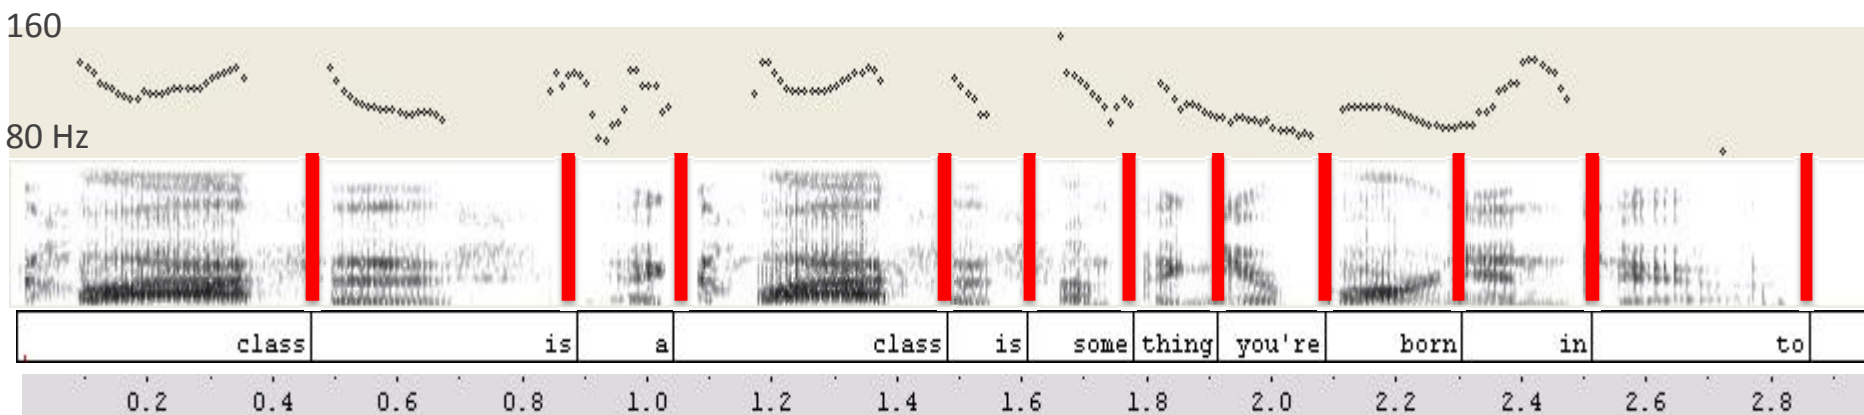 160
80 Hz
class is a class is some thing you're born in to
0.2 0.4 0.6 0.8 1.0 1.2 1.4 1.6 1.8 2.0 2.2 2.4 2.6 2.8